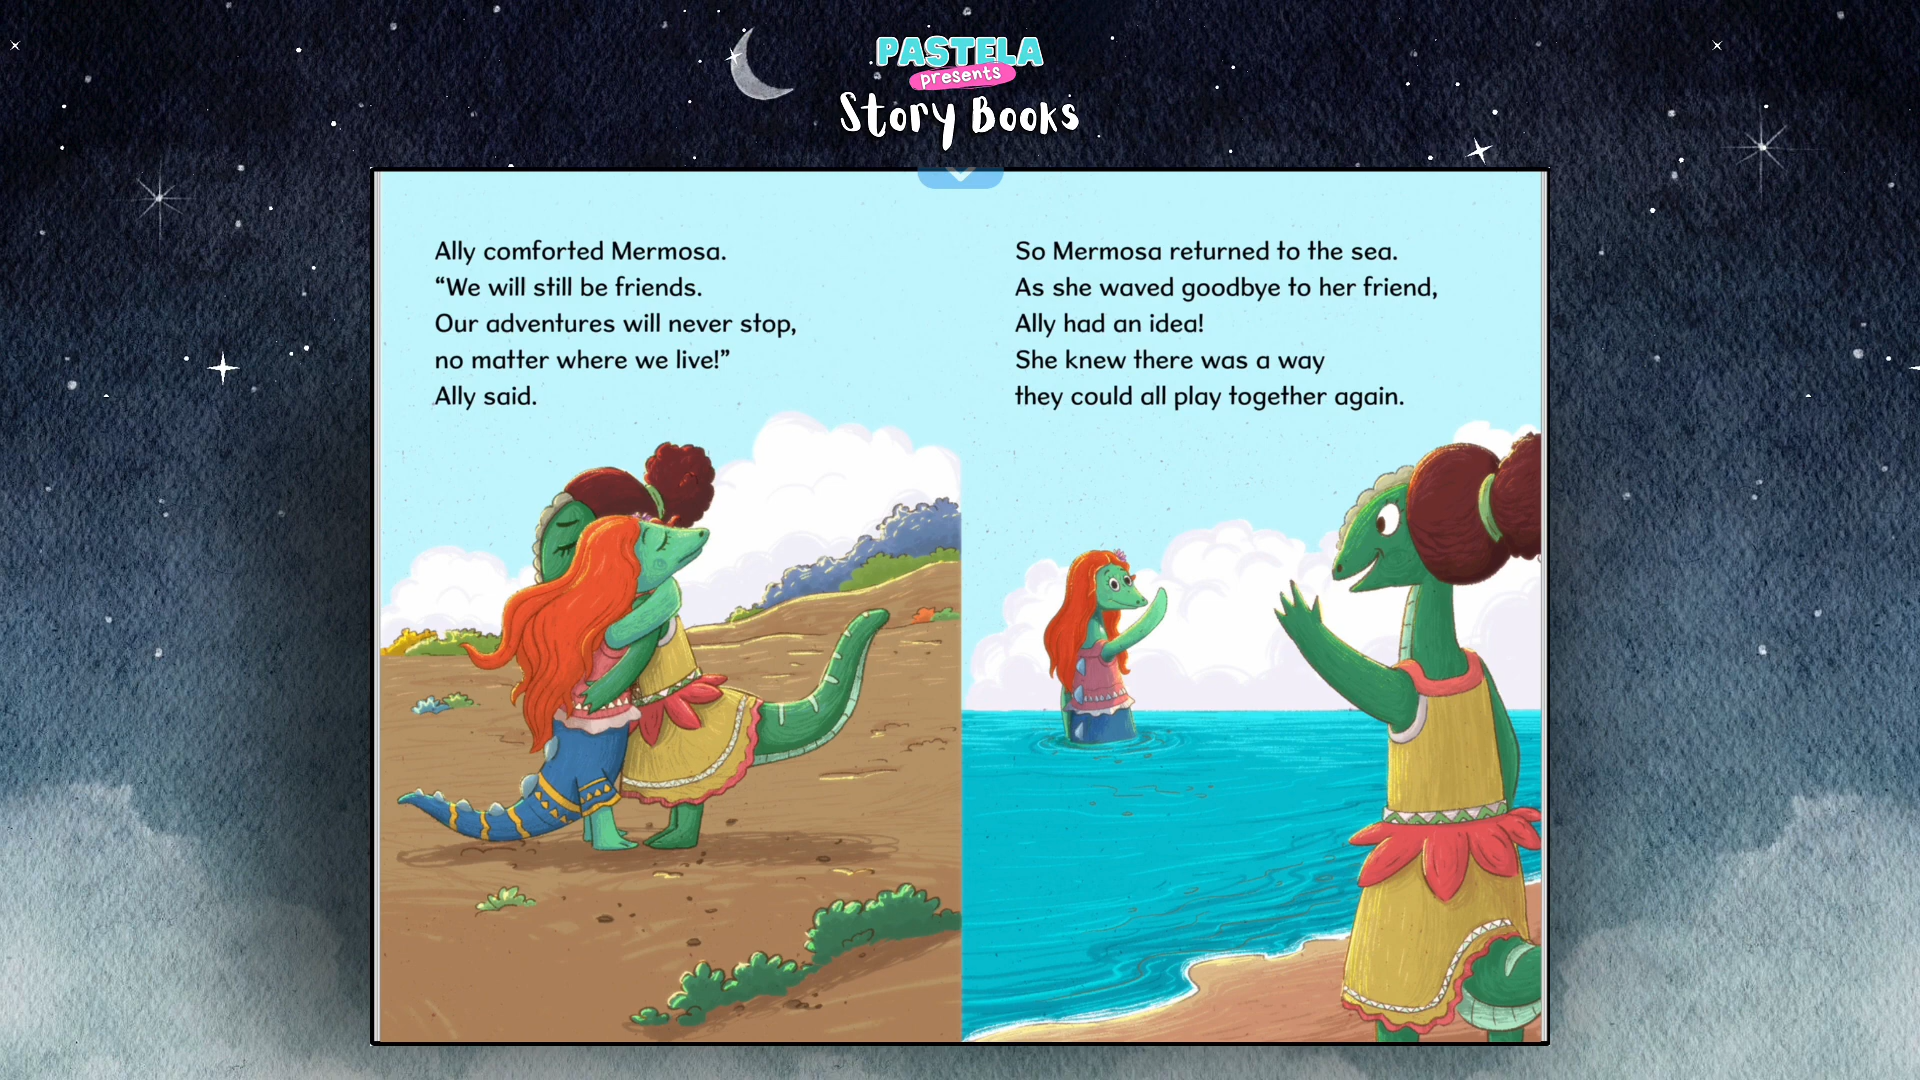 PASTELA
presents
Story Books
Ally comforted Mermosa.
“We will still be friends.
Our adventures will never stop,
no matter where we live!”
Ally said.
So Mermosa returned to the sea.
As she waved goodbye to her friend,
Ally had an idea!
She knew there was a way
they could all play together again.